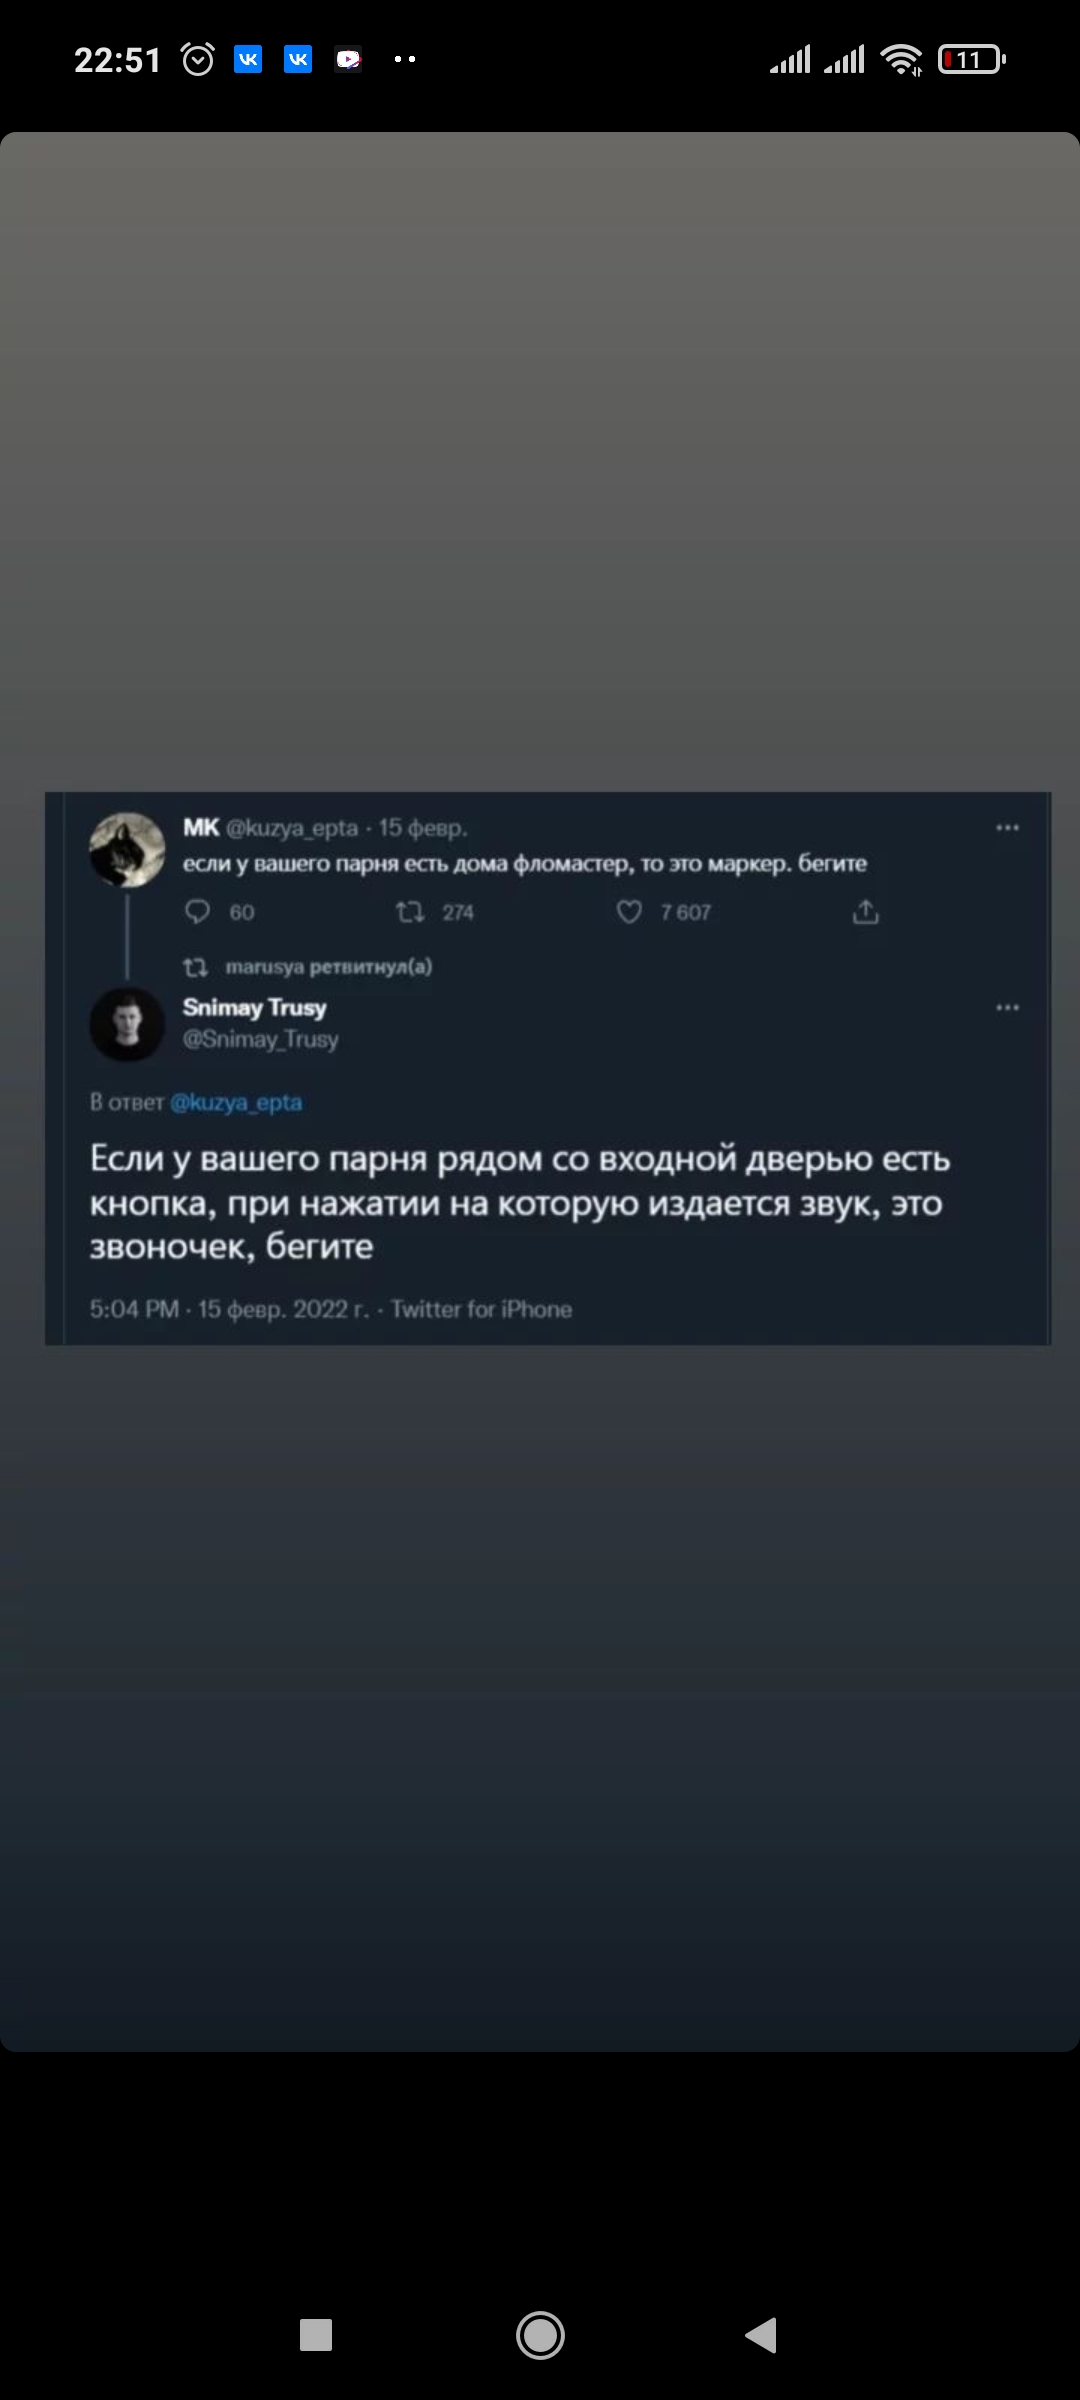 22:51
11
MK @kuzya_epta · 15 февр.
если у вашего парня есть дома фломастер, то это маркер. бегите
60 274 7 607
marusya ретвитнул(а)
Snimay Trusy
@Snimay_Trusy
В ответ @kuzya_epta
Если у вашего парня рядом со входной дверью есть
кнопка, при нажатии на которую издается звук, это
звоночек, бегите
5:04 PM · 15 февр. 2022 г. · Twitter for iPhone